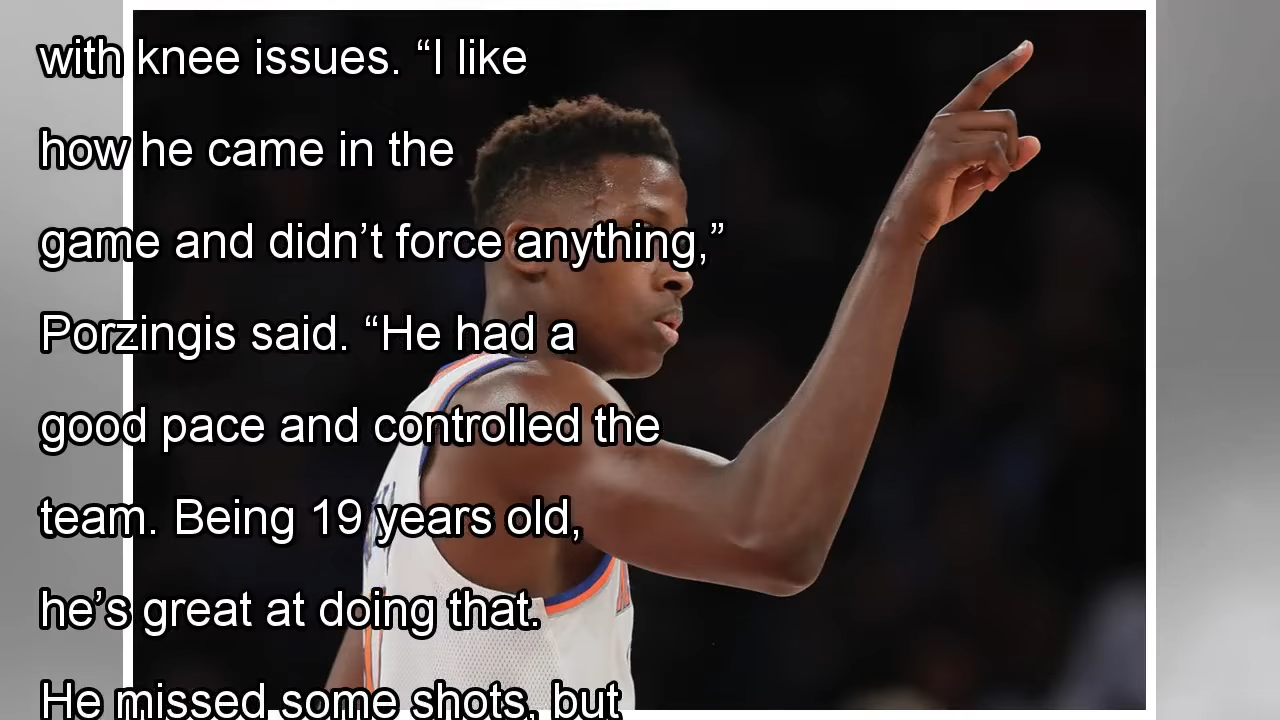 with knee issues. “I like
how he came in the
game and didn’t force anything,”
Porzingis said. “He had a
good pace and controlled the
team. Being 19 years old,
he’s great at doing that.
He missed some shots, but